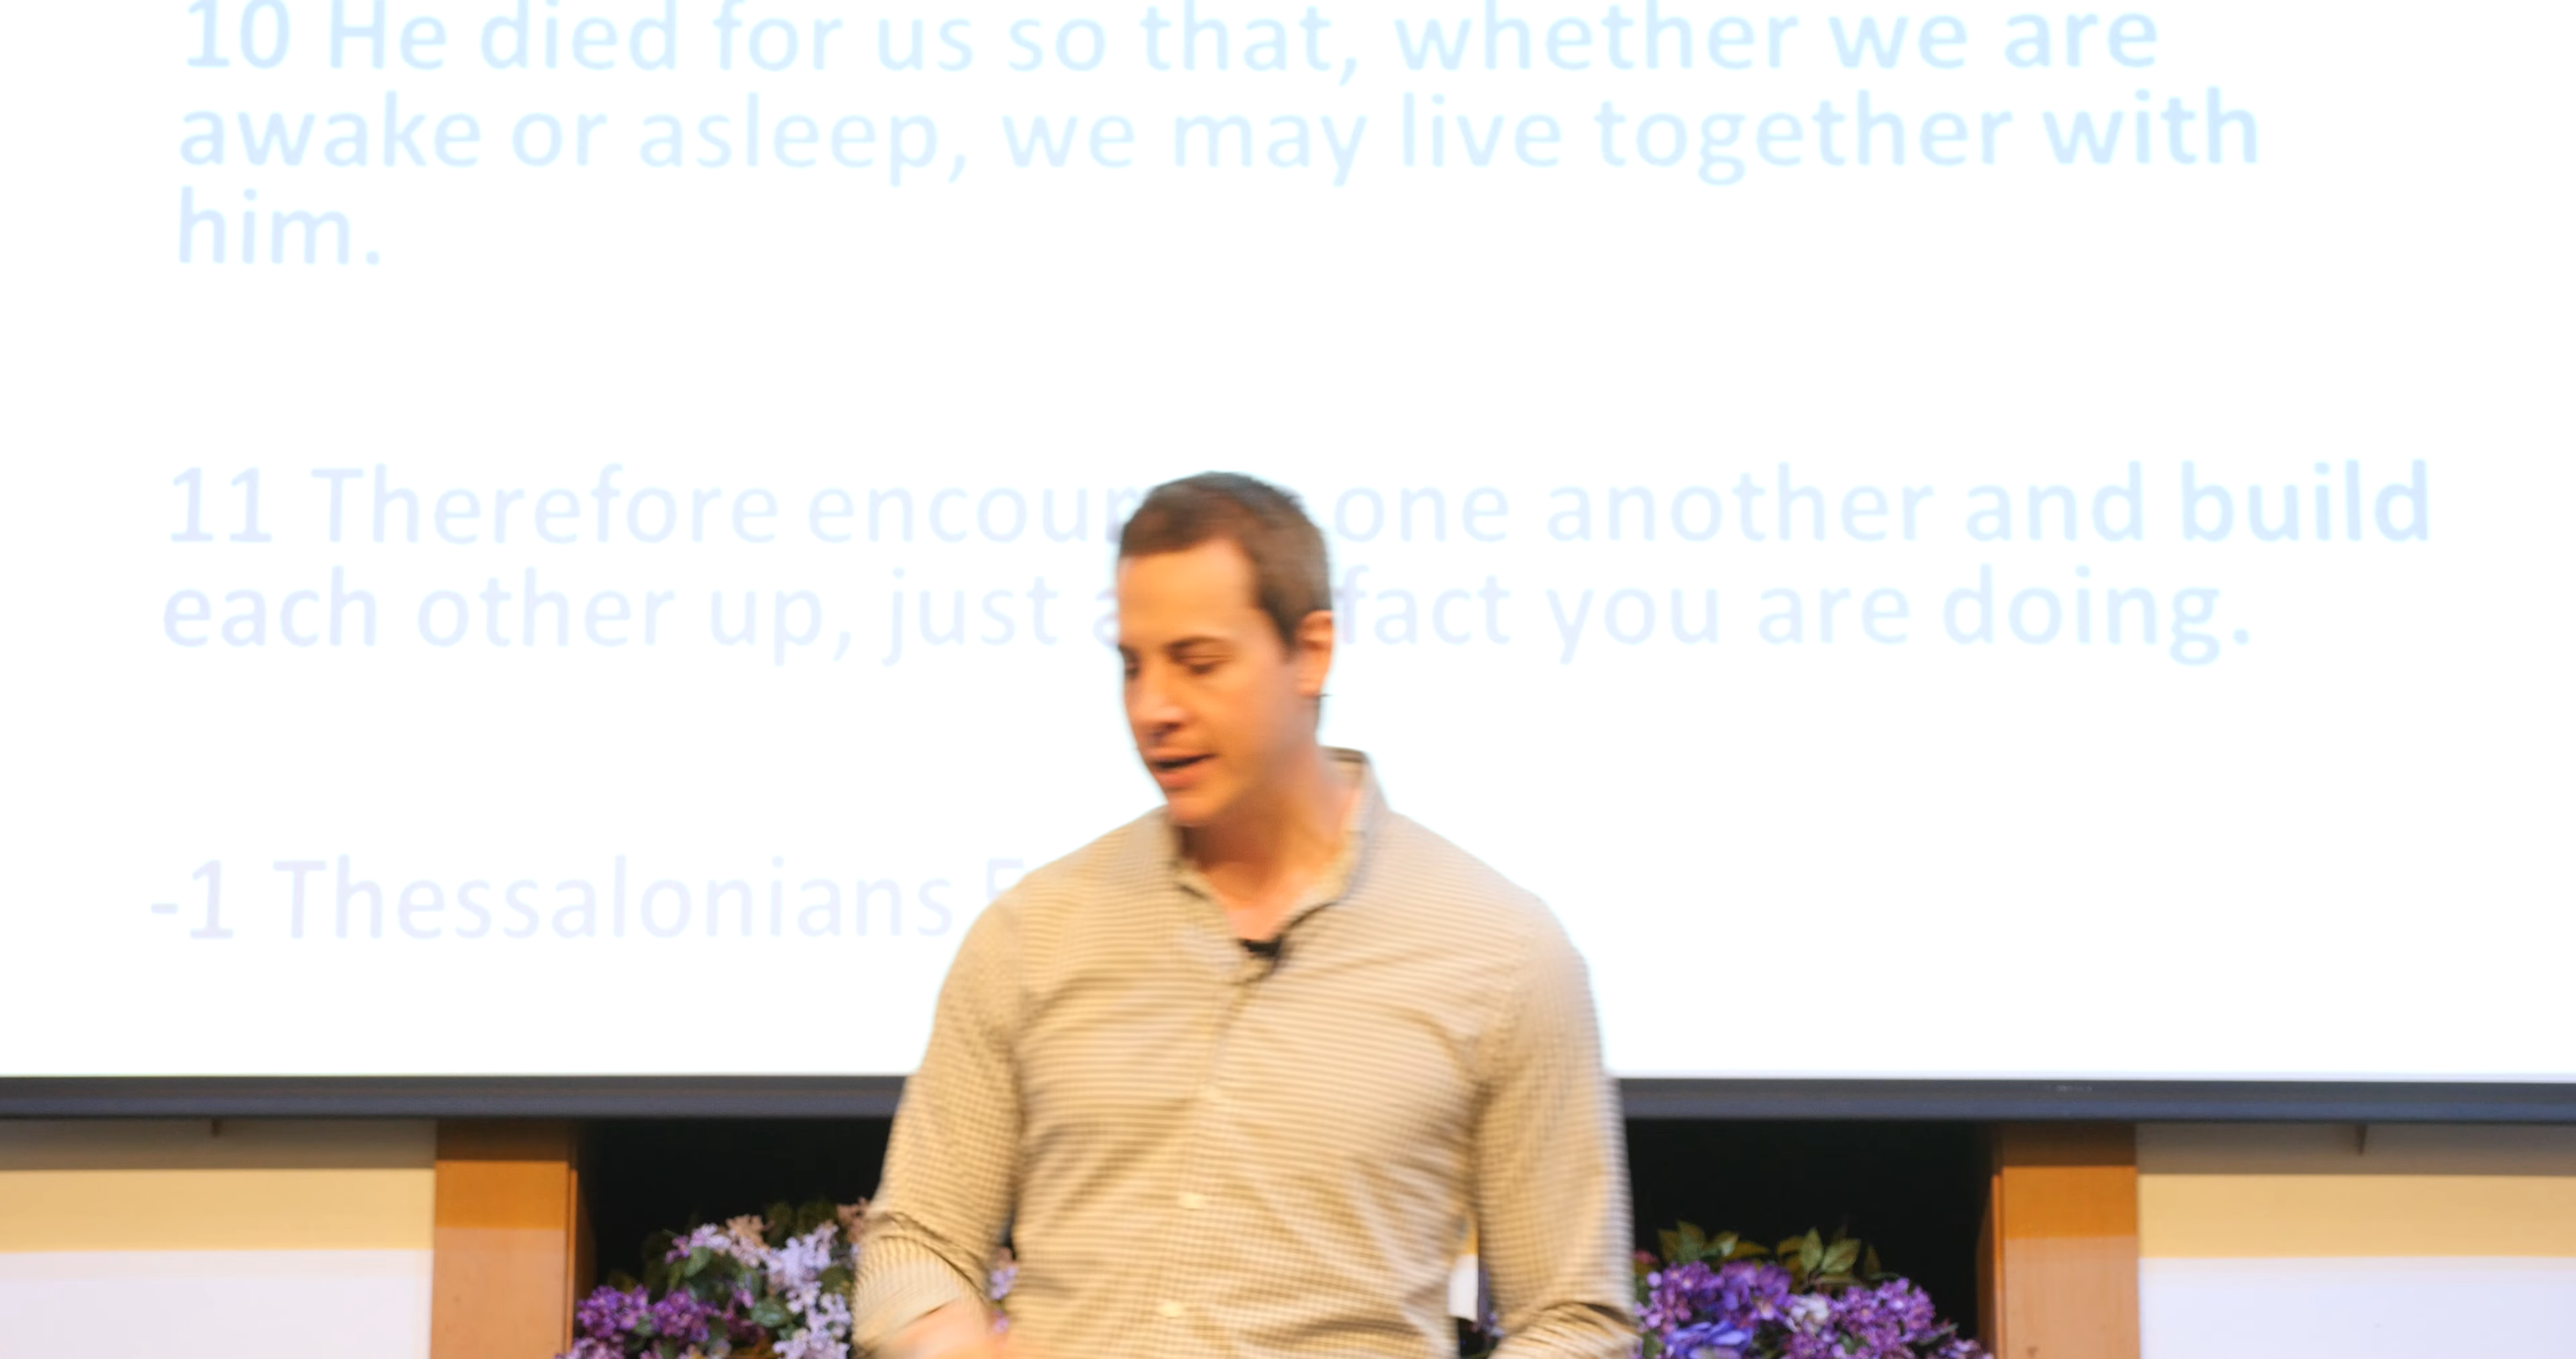 10 He died for us so that, whether we are
awake or asleep, we may live together with
him.
11 Therefore one another and build
each other up, just fact you are doing.
-1 Thessalonians